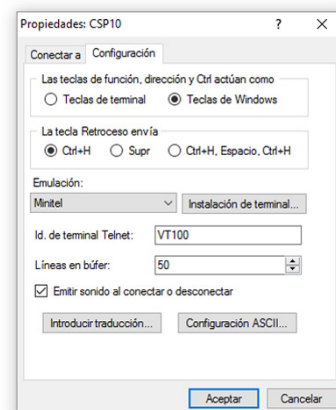 Propiedades: CSP10 ? X
Conectar a Configuración
Las teclas de función, dirección y Ctrl actúan como
Teclas de terminal Teclas de Windows
La tecla Retroceso envía
Ctrl+H Supr Ctrl+H, Espacio, Ctrl+H
Emulación:
Minitel Instalación de terminal...
Id. de terminal Telnet: VT100
Líneas en búfer: 50
Emitir sonido al conectar o desconectar
Introducir traducción... Configuración ASCII...
Aceptar Cancelar